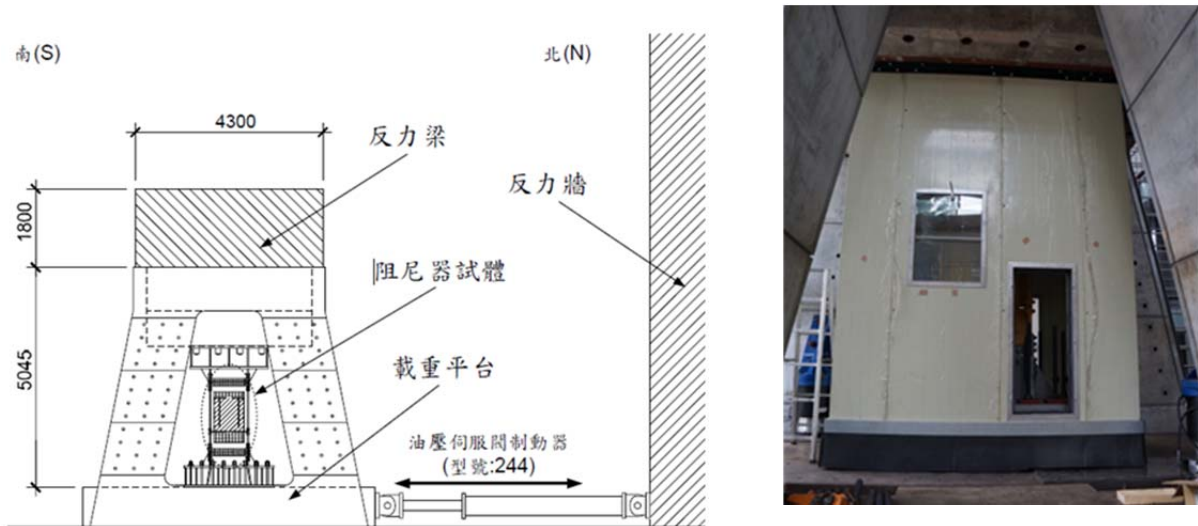 南(S)
北(N)
4300
反力梁
反力牆
1800
阻尼器試體
5045
載重平台
油壓伺服閥制動器
(型號:244)